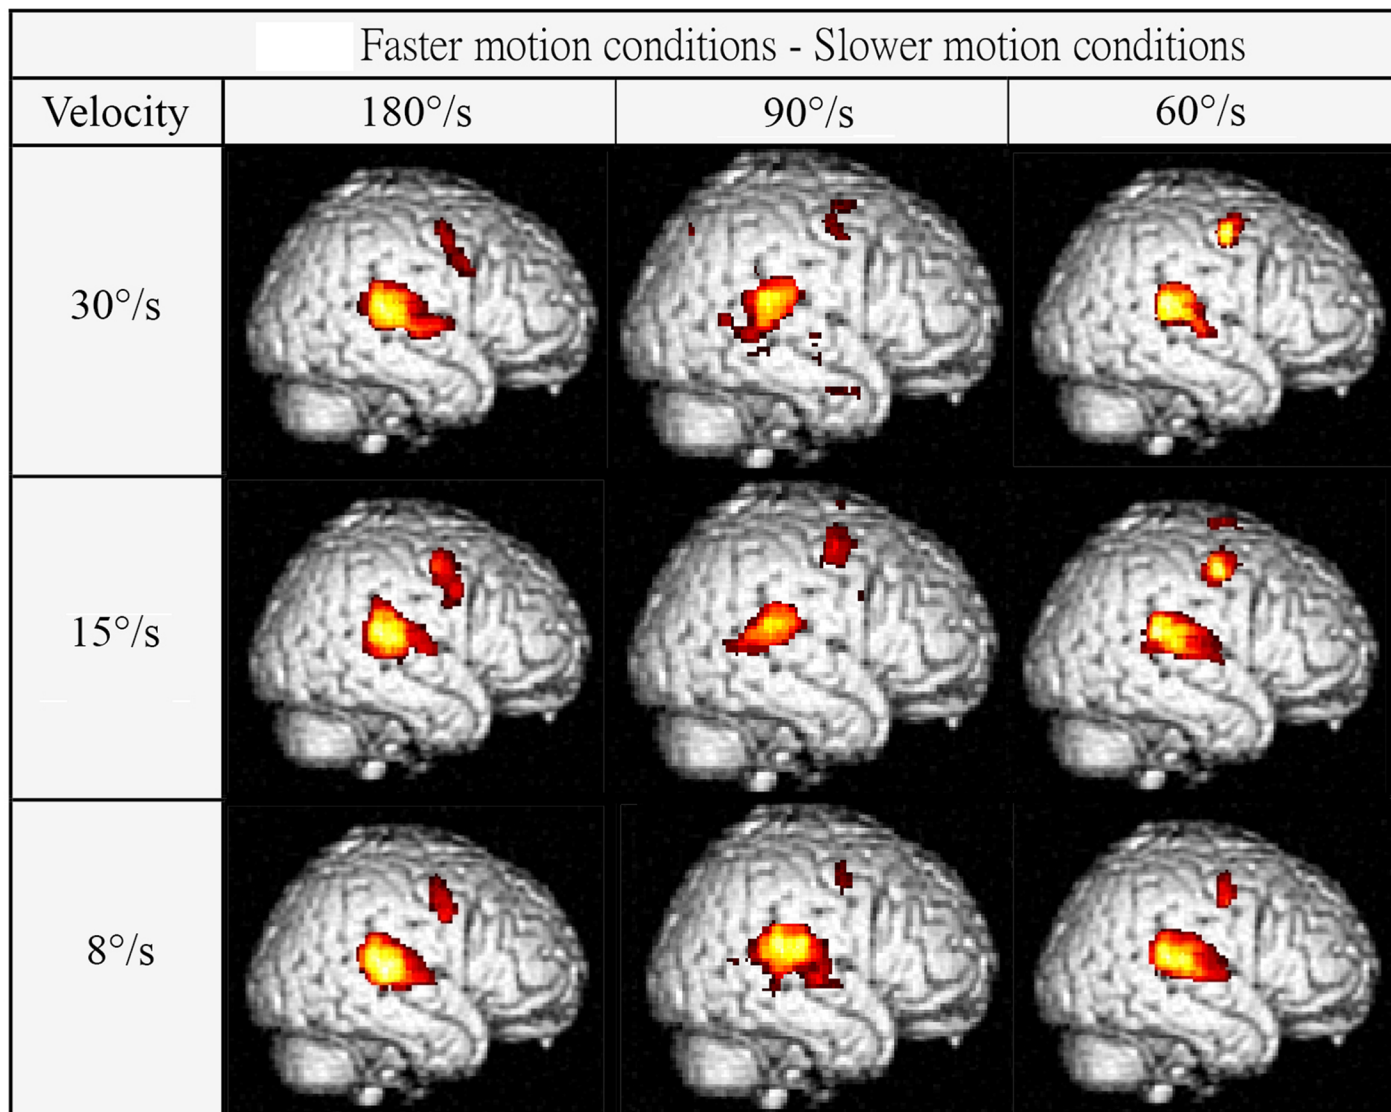 Faster motion conditions - Slower motion conditions
Velocity 180°/s 90°/s 60°/s
30°/s
15°/s
8°/s